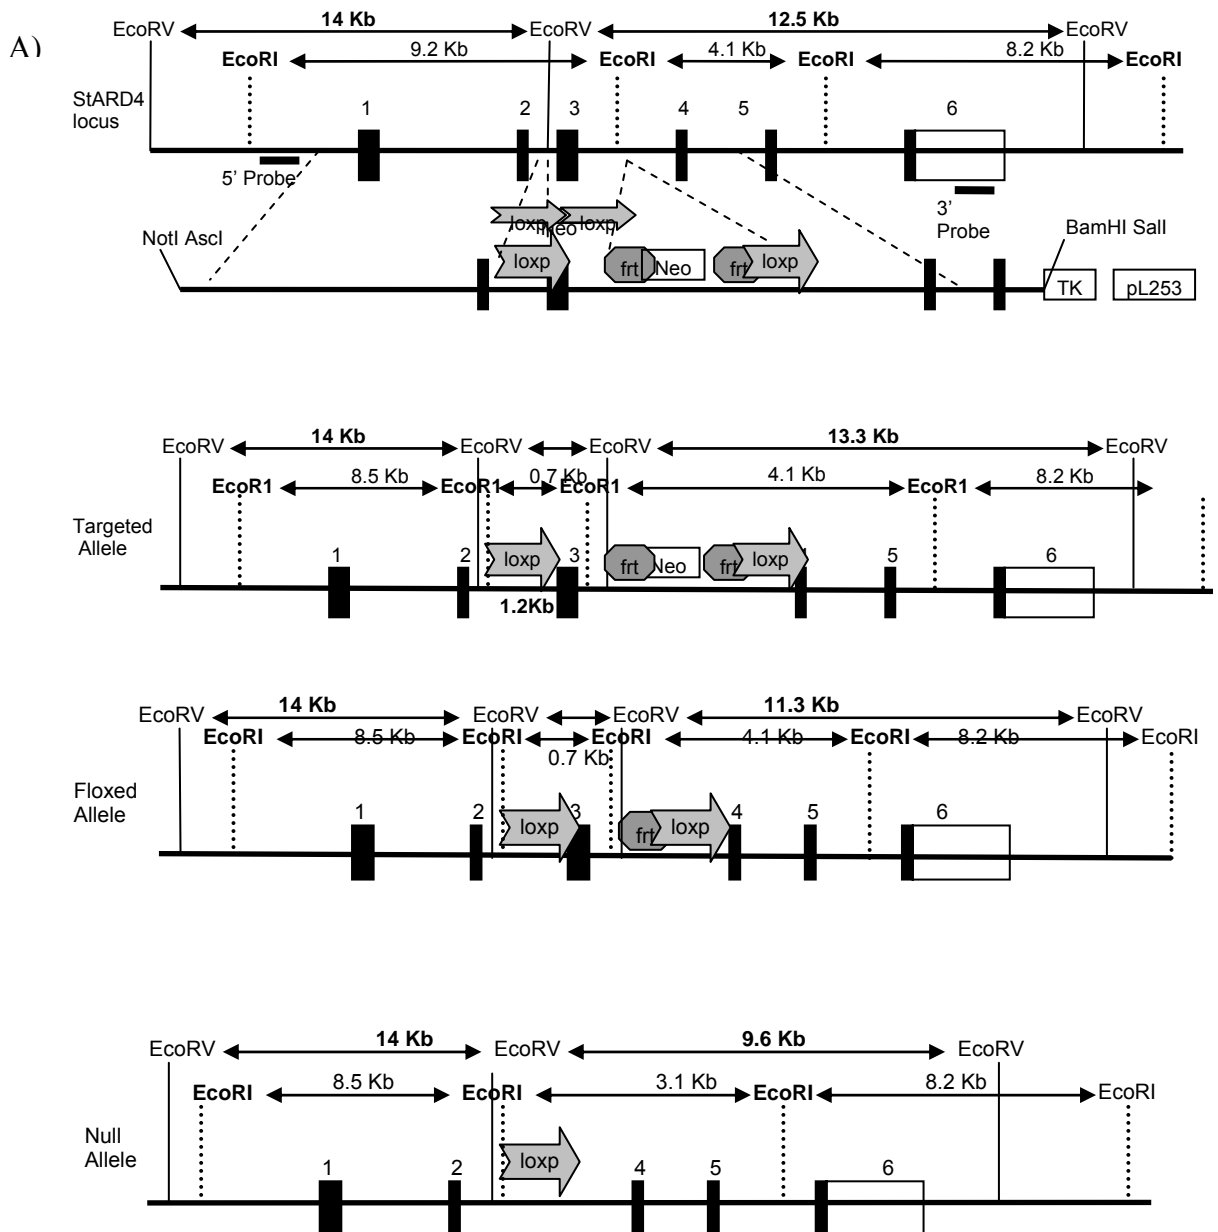 A)
14 Kb 12.5 Kb
EcoRV EcoRV EcoRV
9.2 Kb 4.1 Kb 8.2 Kb
EcoRI EcoRI EcoRI EcoRI
StARD4
locus
1 2 3 4 5 6
5' Probe
3'
Probe
loxp Neo loxp
NotI AscI
BamHI SalI
loxp frt Neo frt loxp
TK pL253
14 Kb 13.3 Kb
EcoRV EcoRV EcoRV EcoRV
8.5 Kb 0.7 Kb 4.1 Kb 8.2 Kb
EcoR1 EcoR1 EcoR1 EcoR1
Targeted
Allele
1 2 3 5 6
loxp frt Neo frt loxp
1.2Kb
14 Kb 11.3 Kb
EcoRV EcoRV EcoRV EcoRV
EcoRI 8.5 Kb EcoRI EcoRI 4.1 Kb EcoRI 8.2 Kb EcoRI
0.7 Kb
Floxed
Allele
1 2 3 4 5 6
loxp frt loxp
14 Kb 9.6 Kb
EcoRV EcoRV EcoRV
EcoRI 8.5 Kb EcoRI 3.1 Kb EcoRI 8.2 Kb EcoRI
Null
Allele
1 2 4 5 6
loxp